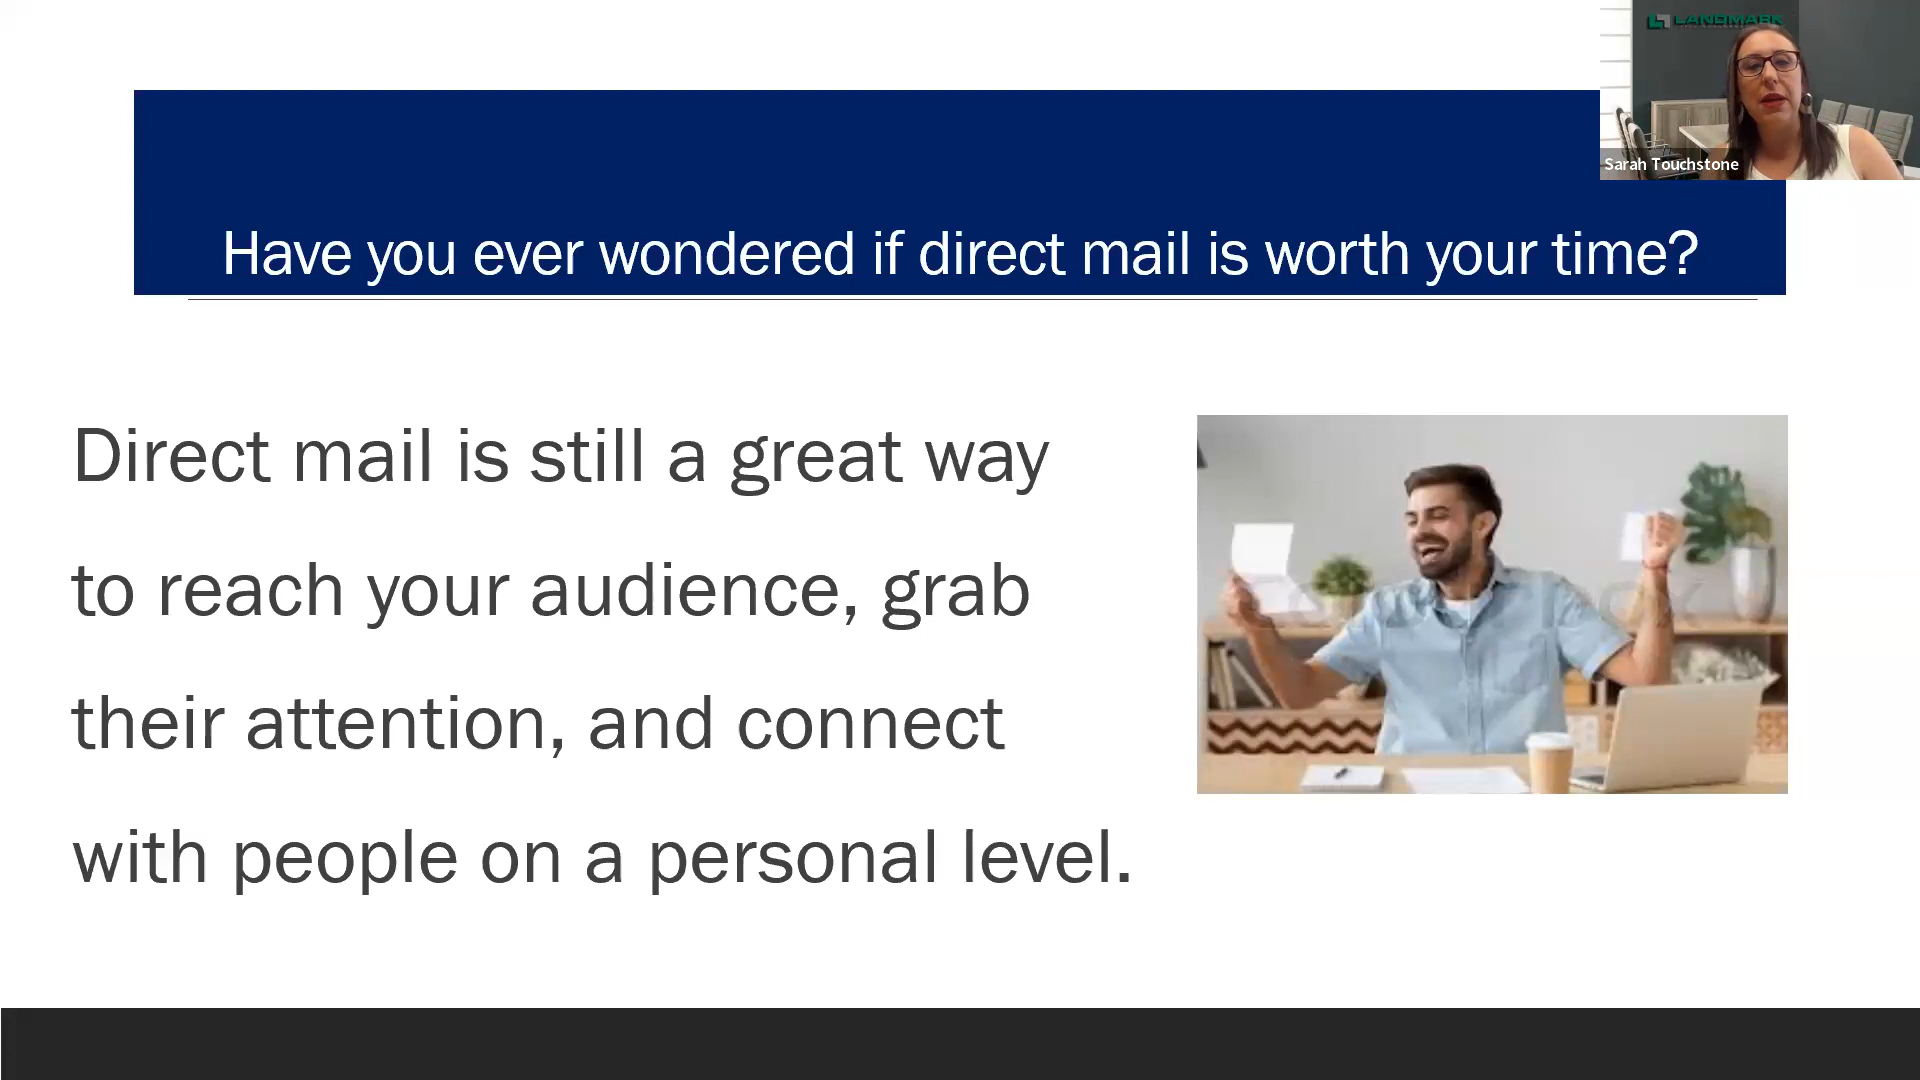 LANDMARK
Sarah Touchstone
Have you ever wondered if direct mail is worth your time?
Direct mail is still a great way
to reach your audience, grab
their attention, and connect
with people on a personal level.